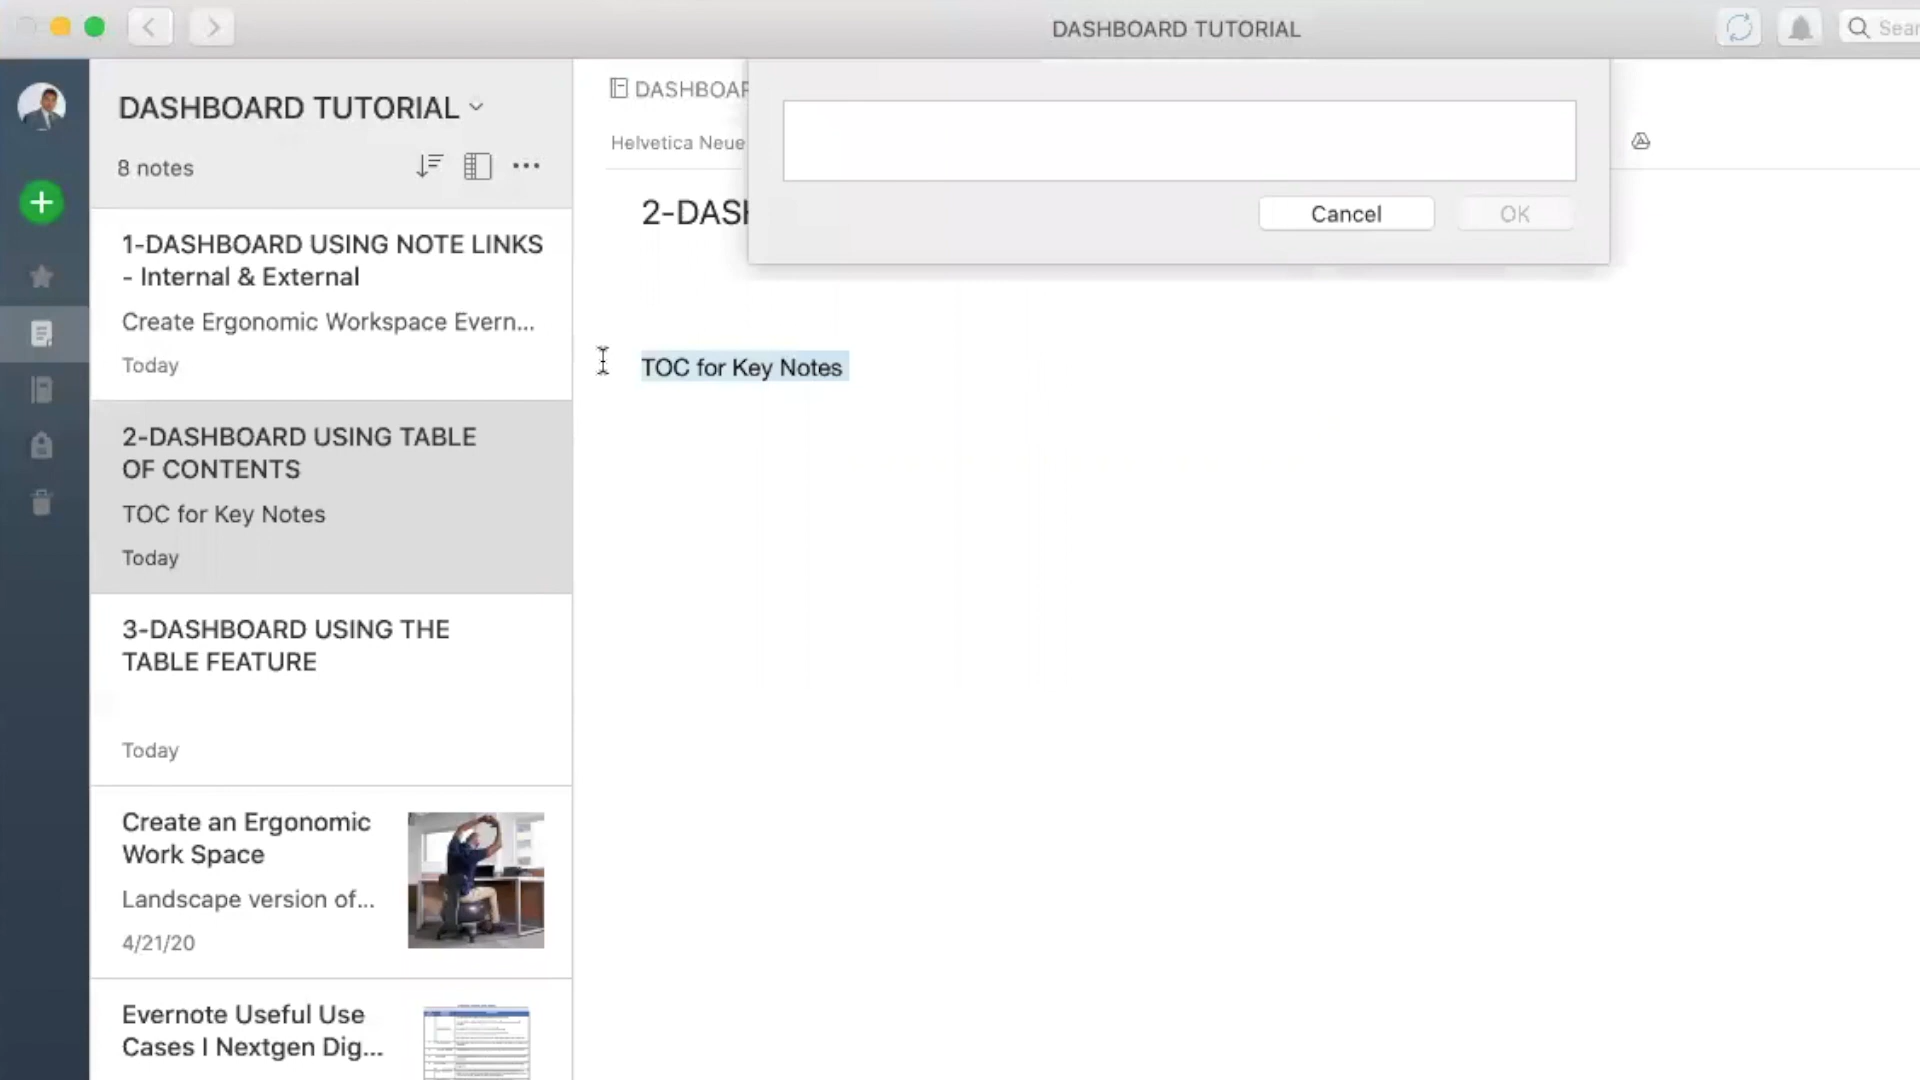 DASHBOARD TUTORIAL
Sear
DASHBOARD TUTORIAL
8 notes
1-DASHBOARD USING NOTE LINKS
- Internal & External
Create Ergonomic Workspace Evern...
Today
2-DASHBOARD USING TABLE
OF CONTENTS
TOC for Key Notes
Today
3-DASHBOARD USING THE
TABLE FEATURE
Today
Create an Ergonomic
Work Space
Landscape version of...
4/21/20
Evernote Useful Use
Cases I Nextgen Dig...
DASHBOAR
Helvetica Neue
Cancel
OK
2-DASH
TOC for Key Notes